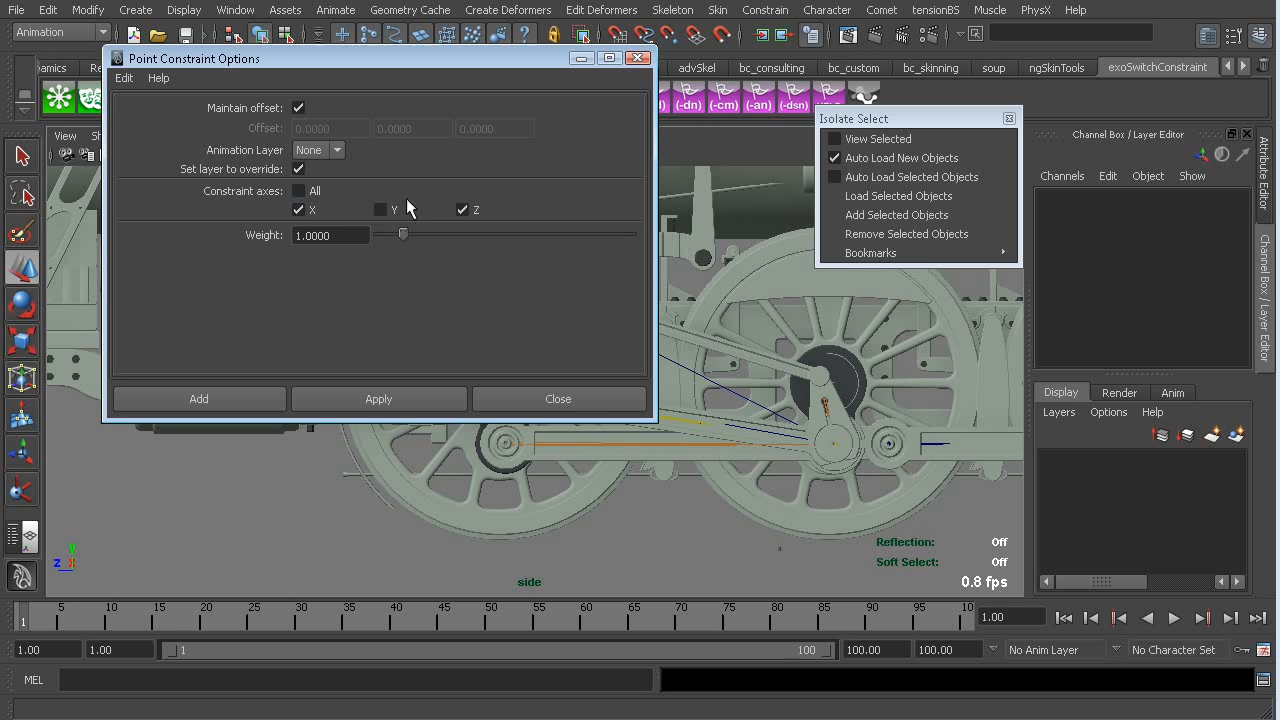 File Edit Modify Create Display Window Assets Animate Geometry Cache Create Deformers Edit Deformers Skeleton Skin Constrain Character Comet tensionBS Muscle PhysX Help
Animation
Point Constraint Options
advSkel bc_consulting bc_custom bc_skinning soup ngSkinTools exoSwitchConstraint
Edit Help
(-dn) (-cm) (-an) (-dsn)
Maintain offset:
Offset: 0.0000 0.0000 0.0000
Animation Layer None
Set layer to override:
Constraint axes: All
X Y Z
Weight: 1.0000
Add Apply Close
View Shadi
Isolate Select
View Selected
Auto Load New Objects
Auto Load Selected Objects
Load Selected Objects
Add Selected Objects
Remove Selected Objects
Bookmarks
Channel Box / Layer Editor
Channels Edit Object Show
Attribute Editor
Channel Box / Layer Editor
Display Render Anim
Layers Options Help
Reflection: Off
Soft Select: Off
0.8 fps
y
z x
side
1 5 10 15 20 25 30 35 40 45 50 55 60 65 70 75 80 85 90 95 10 1.00
1.00 1.00 1 100 100.00 100.00 No Anim Layer No Character Set
MEL